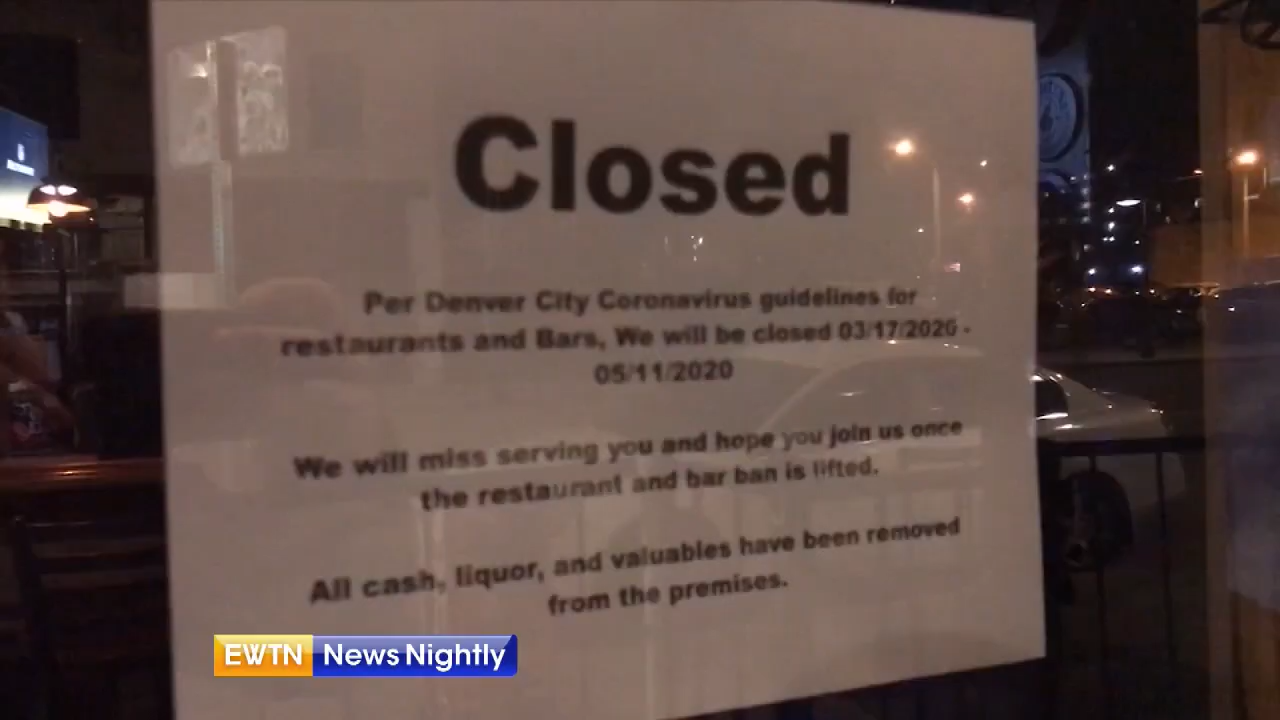 Closed
Per Denver City Coronavirus guidelines for
restaurants and Bars, We will be closed 03/17/2020 -
05/11/2020
We will miss serving you and hope you join us once
the restaurant and bar ban is lifted.
All cash, liquor, and valuables have been removed
from the premises.
EWTN News Nightly